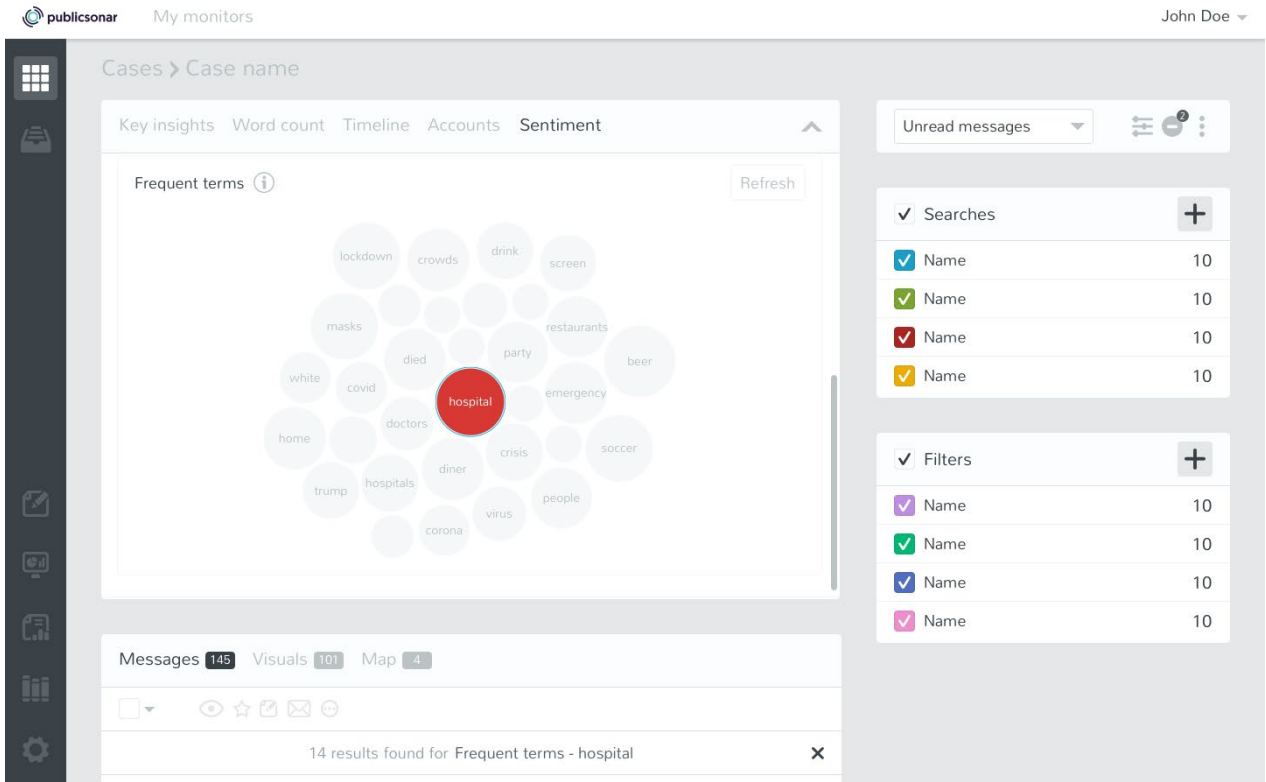 publicsonar My monitors John Doe
Cases > Case name
Key insights Word count Timeline Accounts Sentiment
Frequent terms i
Refresh
lockdown
crowds
drink
screen
masks
restaurants
died
party
beer
white
covid
hospital
emergency
doctors
home
crisis
soccer
diner
hospitals
trump
people
virus
corona
Messages 145 Visuals 101 Map 4
14 results found for Frequent terms - hospital
Unread messages
2
Searches
Name 10
Name 10
Name 10
Name 10
Filters
Name 10
Name 10
Name 10
Name 10